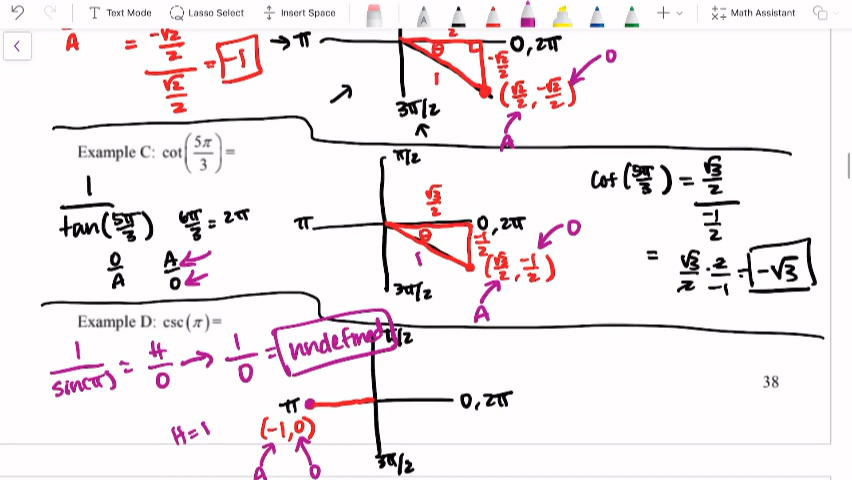 Text Mode Lasso Select Insert Space Math Assistant
A = -√2/2 / √2/2 = -1
→ π 2 0, 2π
θ 1 -√2/2 O
(√2/2, -√2/2)
3π/2 A
Example C: cot(5π/3)=
π/2
1/tan(5π/3) 6π/3 = 2π
O/A A/O
√3/2
π 0, 2π
θ 1 -1/2 O
(√3/2, -1/2)
3π/2 A
cot(5π/3) = √3/2 / -1/2
= √3/2 · 2/-1 = -√3
Example D: csc(π)=
1/sin(π) = H/O → 1/0 = undefined
π/2
38
π 0, 2π
H=1 (-1,0)
A O
3π/2